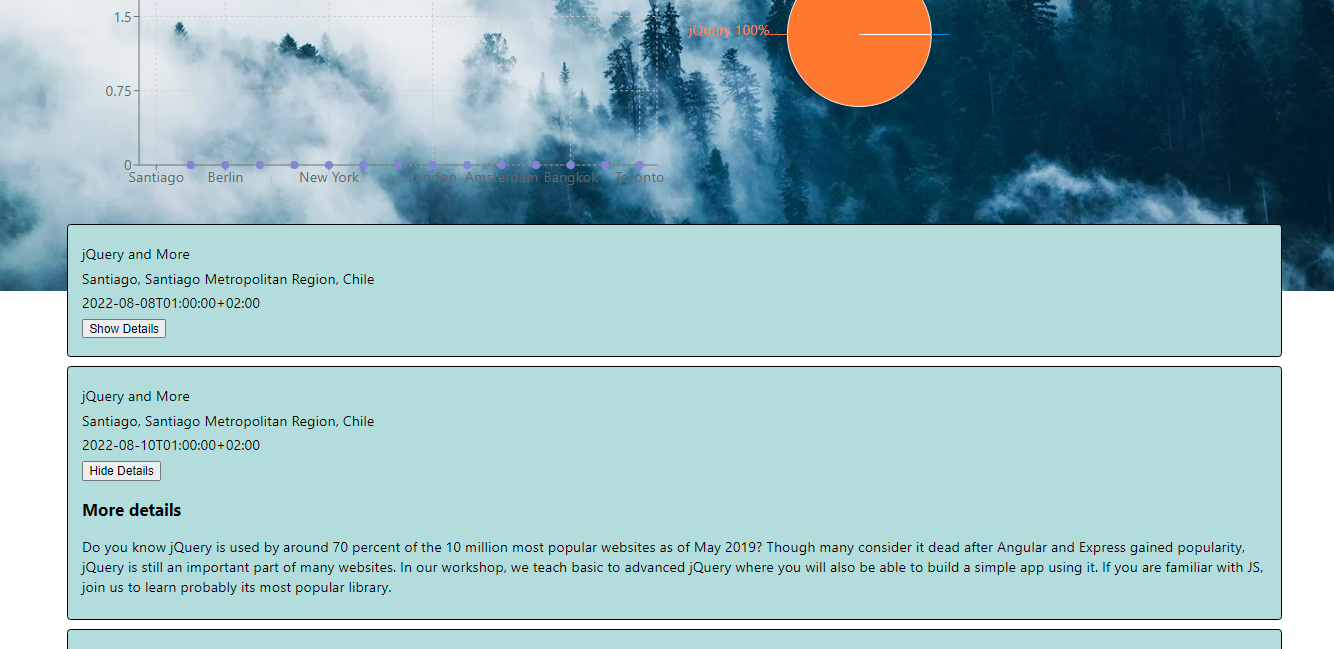 1.5
jQuery 100%
0.75
0
Santiago Berlin New York London Amsterdam Bangkok Toronto
jQuery and More
Santiago, Santiago Metropolitan Region, Chile
2022-08-08T01:00:00+02:00
Show Details
jQuery and More
Santiago, Santiago Metropolitan Region, Chile
2022-08-10T01:00:00+02:00
Hide Details
More details
Do you know jQuery is used by around 70 percent of the 10 million most popular websites as of May 2019? Though many consider it dead after Angular and Express gained popularity,
jQuery is still an important part of many websites. In our workshop, we teach basic to advanced jQuery where you will also be able to build a simple app using it. If you are familiar with JS,
join us to learn probably its most popular library.